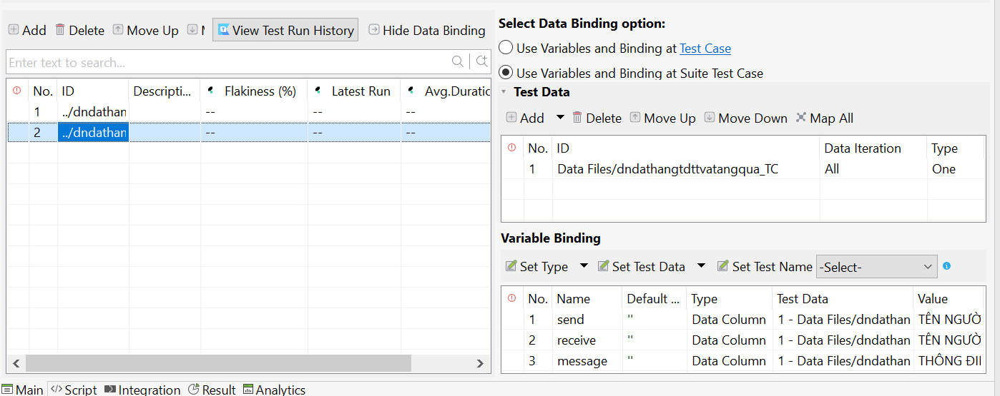 Add Delete Move Up View Test Run History Hide Data Binding
Enter text to search...
No. ID Descripti... Flakiness (%) Latest Run Avg.Duratic
1 ../dndathan -- -- --
2 ../dndathan -- -- --
Main Script Integration Result Analytics
Select Data Binding option:
Use Variables and Binding at Test Case
Use Variables and Binding at Suite Test Case
Test Data
Add Delete Move Up Move Down Map All
No. ID Data Iteration Type
1 Data Files/dndathangtdttvatangqua_TC All One
Variable Binding
Set Type Set Test Data Set Test Name -Select-
No. Name Default ... Type Test Data Value
1 send '' Data Column 1 - Data Files/dndathan TÊN NGƯỜ
2 receive '' Data Column 1 - Data Files/dndathan TÊN NGƯỜ
3 message '' Data Column 1 - Data Files/dndathan THÔNG